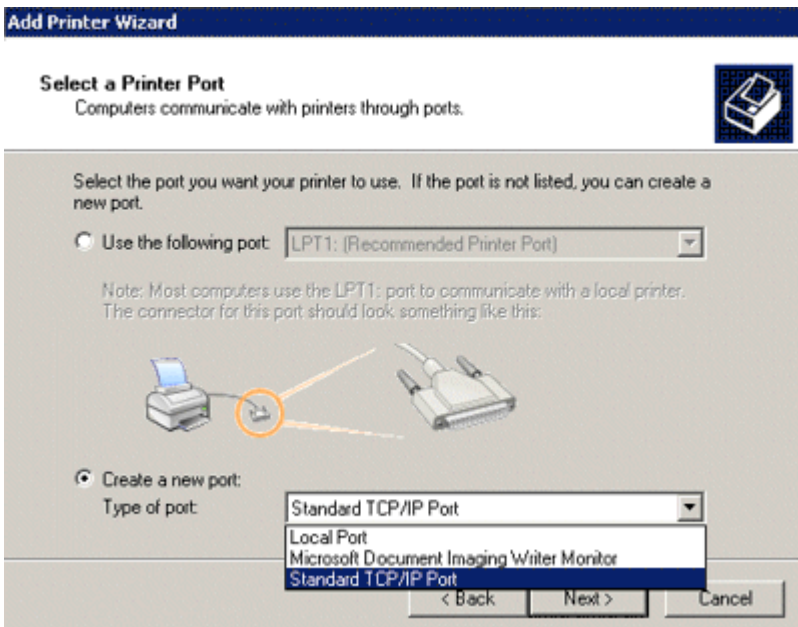 Add Printer Wizard
Select a Printer Port
Computers communicate with printers through ports.
Select the port you want your printer to use. If the port is not listed, you can create a
new port.
Use the following port:
LPT1: (Recommended Printer Port)
Note: Most computers use the LPT1: port to communicate with a local printer.
The connector for this port should look something like this:
Create a new port:
Type of port:
Standard TCP/IP Port
Local Port
Microsoft Document Imaging Writer Monitor
Standard TCP/IP Port
< Back
Next >
Cancel